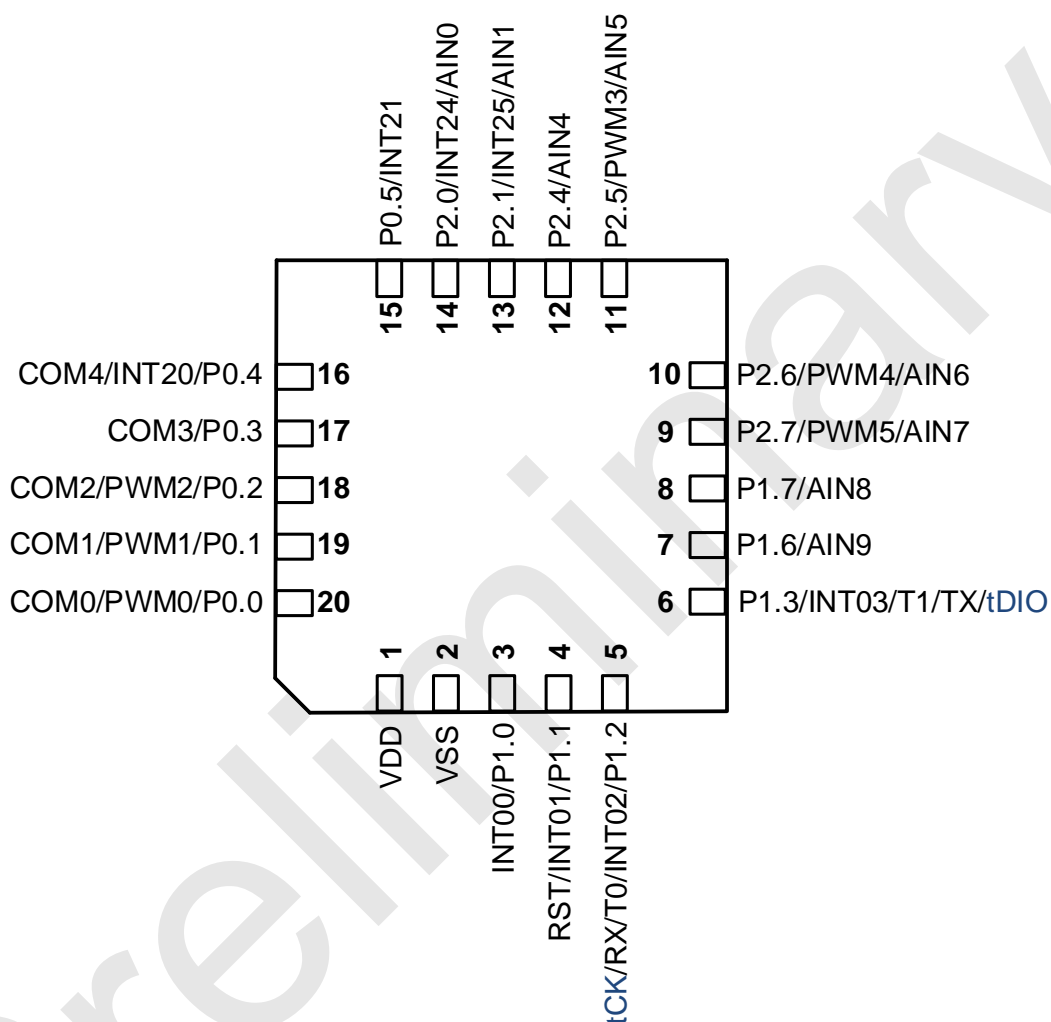 P0.5/INT21
P2.0/INT24/AIN0
P2.1/INT25/AIN1
P2.4/AIN4
P2.5/PWM3/AIN5
15
14
13
12
11
COM4/INT20/P0.4
16
10
P2.6/PWM4/AIN6
COM3/P0.3
17
9
P2.7/PWM5/AIN7
COM2/PWM2/P0.2
18
8
P1.7/AIN8
COM1/PWM1/P0.1
19
7
P1.6/AIN9
COM0/PWM0/P0.0
20
6
P1.3/INT03/T1/TX/tDIO
1
2
3
4
5
VDD
VSS
INT00/P1.0
RST/INT01/P1.1
tCK/RX/T0/INT02/P1.2
reliminary